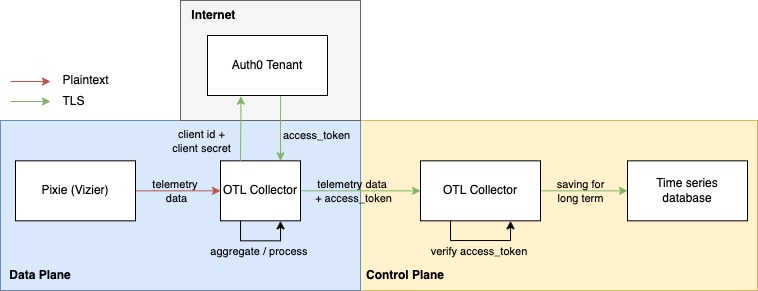 Internet
Auth0 Tenant
Plaintext
TLS
client id +
client secret
access_token
Pixie (Vizier)
telemetry
data
OTL Collector
telemetry data
+ access_token
OTL Collector
saving for
long term
Time series
database
aggregate / process
verify access_token
Data Plane
Control Plane